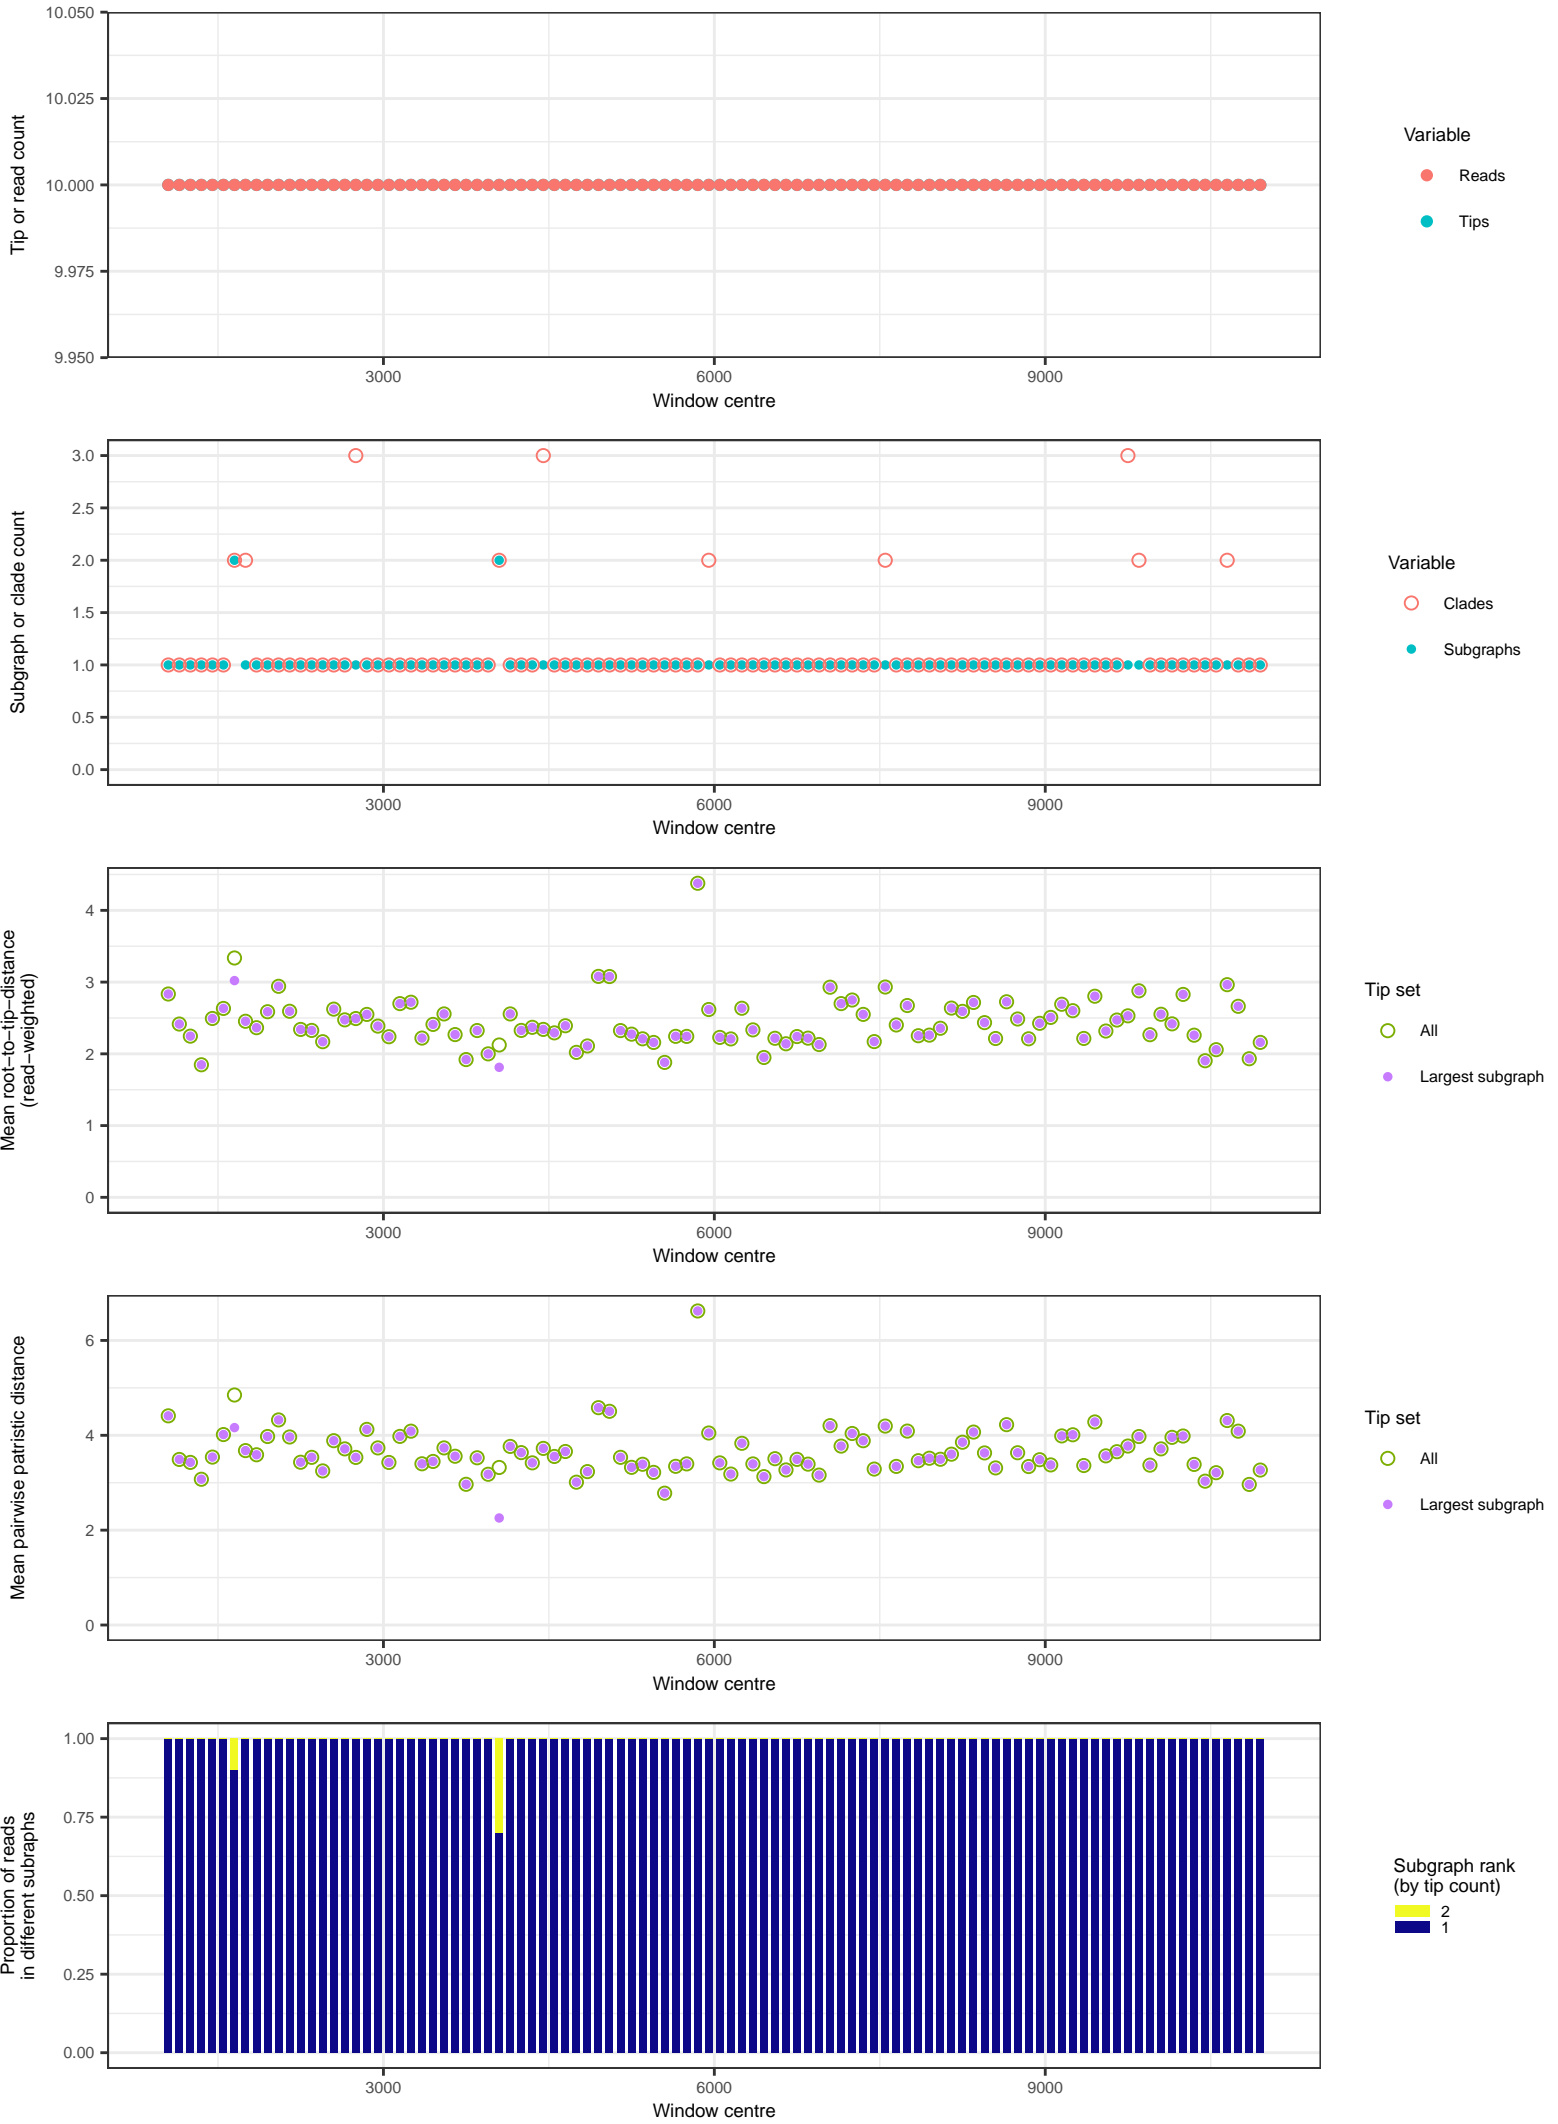 10.050
10.025
10.000
9.975
9.950
Tip or read count
3000
6000
9000
Window centre
Variable
Reads
Tips
3.0
2.5
2.0
1.5
1.0
0.5
0.0
Subgraph or clade count
3000
6000
9000
Window centre
Variable
Clades
Subgraphs
4
3
2
1
0
Mean root−to−tip−distance
(read−weighted)
3000
6000
9000
Window centre
Tip set
All
Largest subgraph
6
4
2
0
Mean pairwise patristic distance
3000
6000
9000
Window centre
Tip set
All
Largest subgraph
1.00
0.75
0.50
0.25
0.00
Proportion of reads
in different subraphs
3000
6000
9000
Window centre
Subgraph rank
(by tip count)
2
1